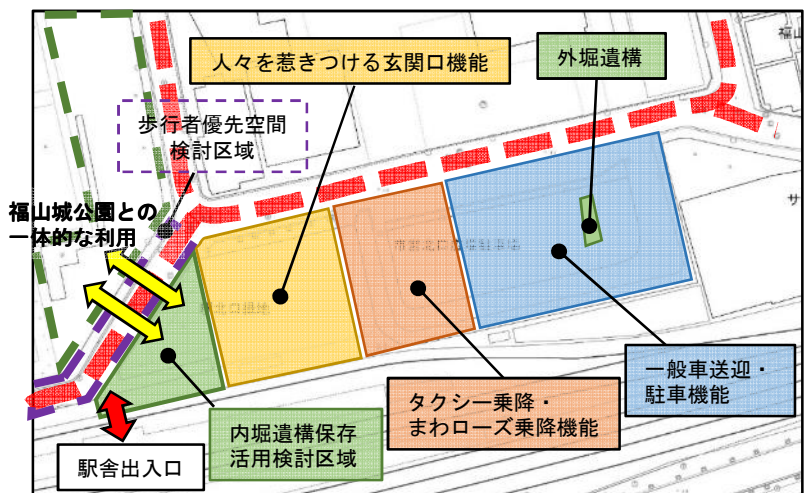 人々を惹きつける玄関口機能
外堀遺構
福山
歩行者優先空間
検討区域
福山城公園との
一体的な利用
サ
一般車送迎・
駐車機能
タクシー乗降・
まわローズ乗降機能
内堀遺構保存
活用検討区域
駅舎出入口